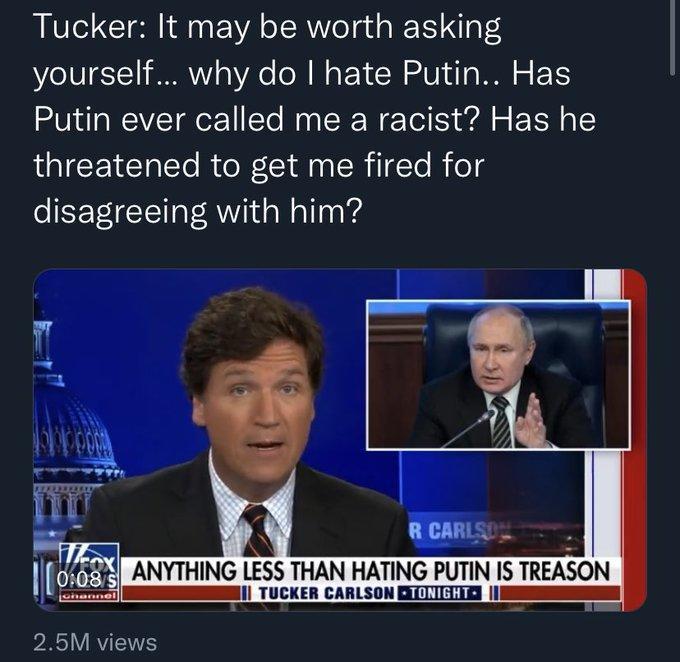 Tucker: It may be worth asking
yourself... why do I hate Putin.. Has
Putin ever called me a racist? Has he
threatened to get me fired for
disagreeing with him?
R CARLSON
FOX
0:08
channel
ANYTHING LESS THAN HATING PUTIN IS TREASON
TUCKER CARLSON •TONIGHT•
2.5M views